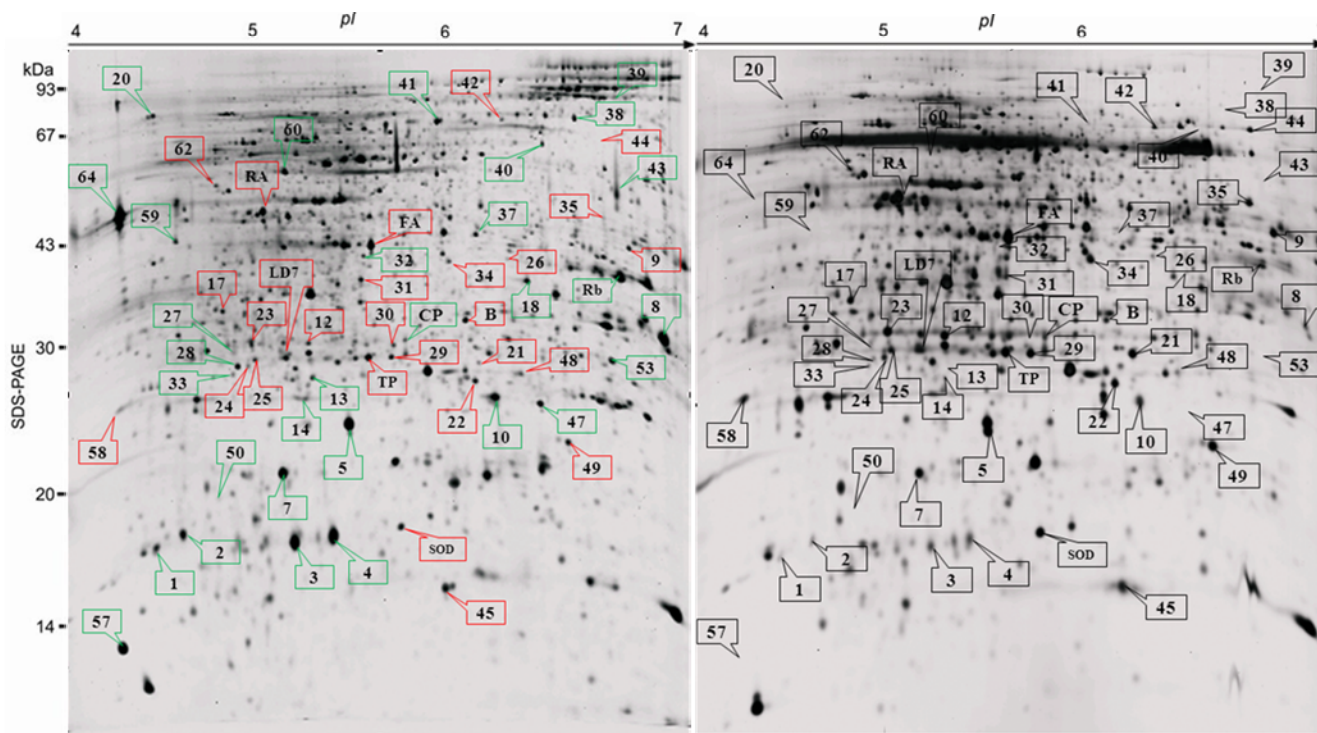 pI pI
4 5 6 7 4 5 6 7
kDa
93
67
43
30
20
14
SDS-PAGE
20 41 42 39
60 38
62 44
RA 40 43
64
59 37 35
FA
32 26 9
17 LD7 31 34 18 Rb
27 23 12 30 CP B 8
28 29 21 48 53
33 24 25 13 TP
14 22 10 47
58 5 49
50 7
SOD
1 2 3 4
45
57
20 41 42 39
60 38 44
62 40 43
64 RA 35
59 FA 37
32 26 9
17 LD7 31 34 18 Rb
27 23 12 30 CP B 8
28 29 21 48 53
33 24 25 13 TP
14 22 10 47
58 5 49
50 7
SOD
1 2 3 4
45
57